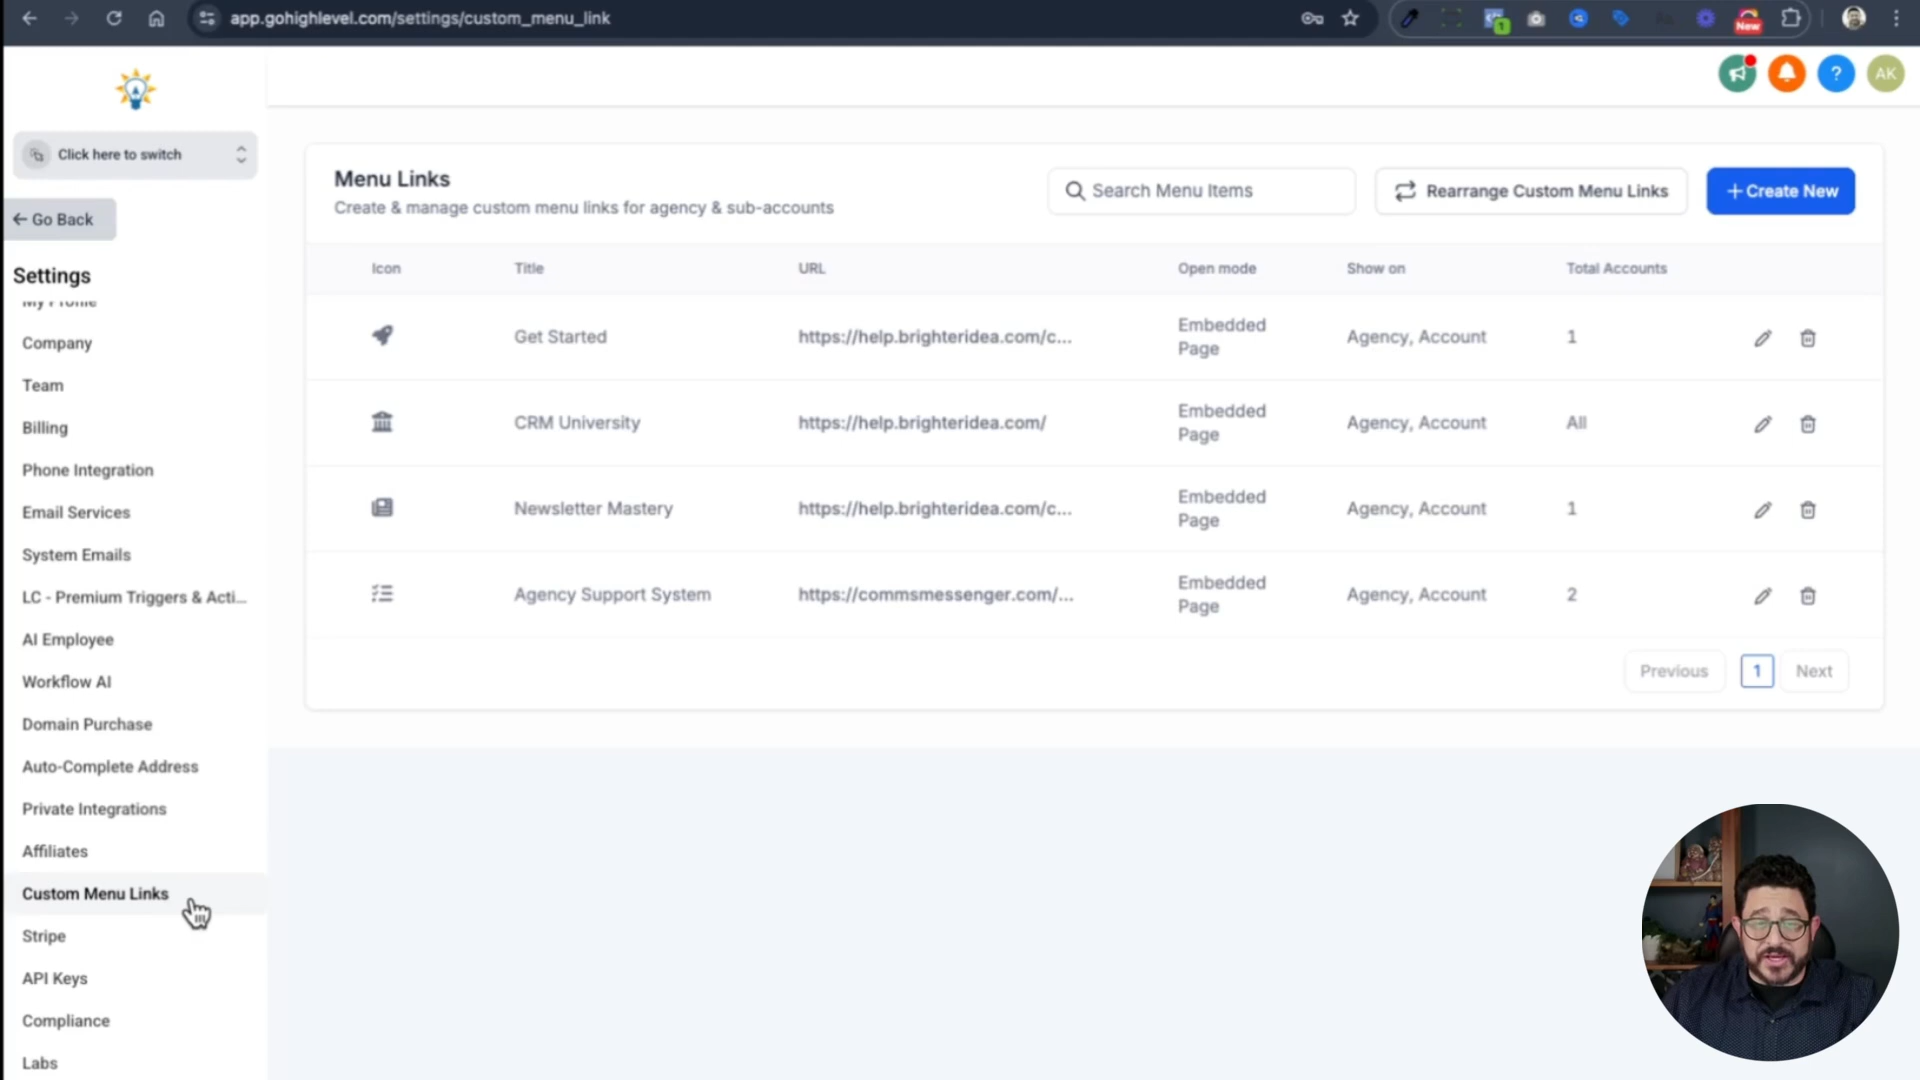 app.gohighlevel.com/settings/custom_menu_link
1
New
Click here to switch
? AK
Menu Links
Create & manage custom menu links for agency & sub-accounts
Search Menu Items
Rearrange Custom Menu Links
+ Create New
← Go Back
Settings
My Profile
Company
Team
Billing
Phone Integration
Email Services
System Emails
LC - Premium Triggers & Acti...
AI Employee
Workflow AI
Domain Purchase
Auto-Complete Address
Private Integrations
Affiliates
Custom Menu Links
Stripe
API Keys
Compliance
Labs
Icon Title URL Open mode Show on Total Accounts
Get Started https://help.brighteridea.com/c... Embedded Page Agency, Account 1
CRM University https://help.brighteridea.com/ Embedded Page Agency, Account All
Newsletter Mastery https://help.brighteridea.com/c... Embedded Page Agency, Account 1
Agency Support System https://commsmessenger.com/... Embedded Page Agency, Account 2
Previous 1 Next